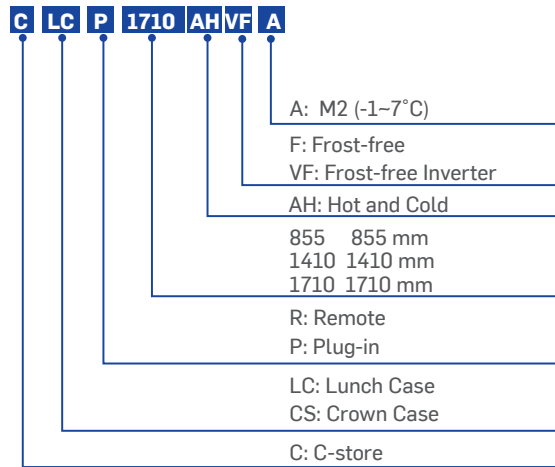 C LC P 1710 AH VF A
A: M2 (-1~7˚C)
F: Frost-free
VF: Frost-free Inverter
AH: Hot and Cold
855 855 mm
1410 1410 mm
1710 1710 mm
R: Remote
P: Plug-in
LC: Lunch Case
CS: Crown Case
C: C-store